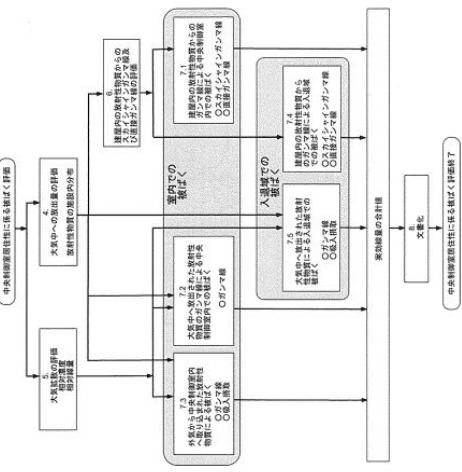 中央制御室居住性に係る被ばく評価
4.
大気中への放出量の評価
放射性物質の施設内分布
5.
大気拡散の評価
相対濃度
相対線量
6.
建屋内の放射性物質からの
スカイシャインガンマ線及
び直接ガンマ線の評価
室内での
被ばく
7.1
建屋内の放射性物質からの
ガンマ線による中央制御室
内での被ばく
○スカイシャインガンマ線
○直接ガンマ線
7.2
大気中へ放出された放射性
物質のガンマ線による中央
制御室内での被ばく
○ガンマ線
7.3
外気から中央制御室内
へ取り込まれた放射性
物質による被ばく
○ガンマ線
○吸入摂取
入退域での
被ばく
7.4
建屋内の放射性物質から
のガンマ線による入退域
での被ばく
○スカイシャインガンマ線
○直接ガンマ線
7.5
大気中へ放出された放射
性物質による入退域での
被ばく
○ガンマ線
○吸入摂取
実効線量の合計値
8.
文書化
中央制御室居住性に係る被ばく評価終了